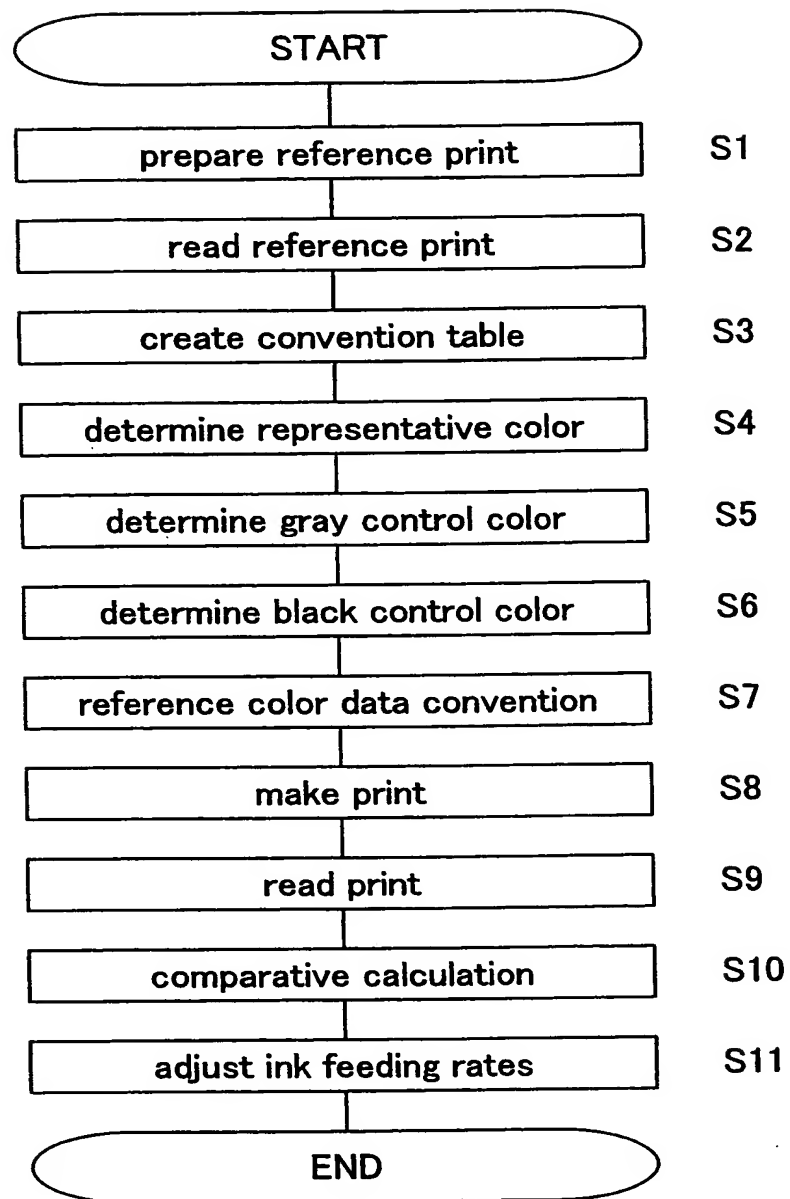 START
prepare reference print S1
read reference print S2
create convention table S3
determine representative color S4
determine gray control color S5
determine black control color S6
reference color data convention S7
make print S8
read print S9
comparative calculation S10
adjust ink feeding rates S11
END